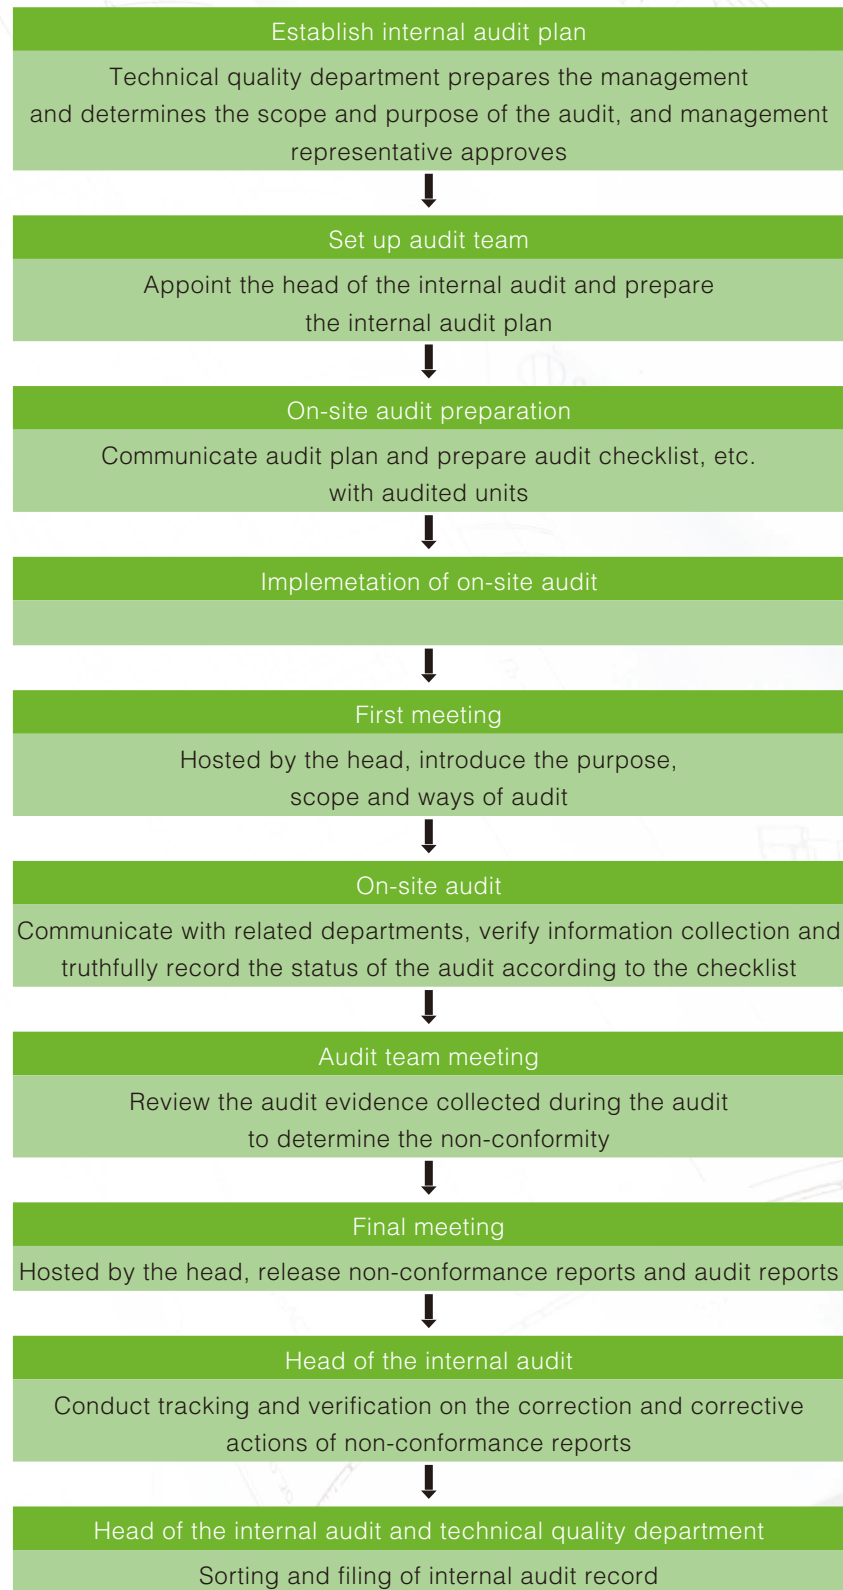 Establish internal audit plan
Technical quality department prepares the management
and determines the scope and purpose of the audit, and management
representative approves
Set up audit team
Appoint the head of the internal audit and prepare
the internal audit plan
On-site audit preparation
Communicate audit plan and prepare audit checklist, etc.
with audited units
Implemetation of on-site audit
First meeting
Hosted by the head, introduce the purpose,
scope and ways of audit
On-site audit
Communicate with related departments, verify information collection and
truthfully record the status of the audit according to the checklist
Audit team meeting
Review the audit evidence collected during the audit
to determine the non-conformity
Final meeting
Hosted by the head, release non-conformance reports and audit reports
Head of the internal audit
Conduct tracking and verification on the correction and corrective
actions of non-conformance reports
Head of the internal audit and technical quality department
Sorting and filing of internal audit record